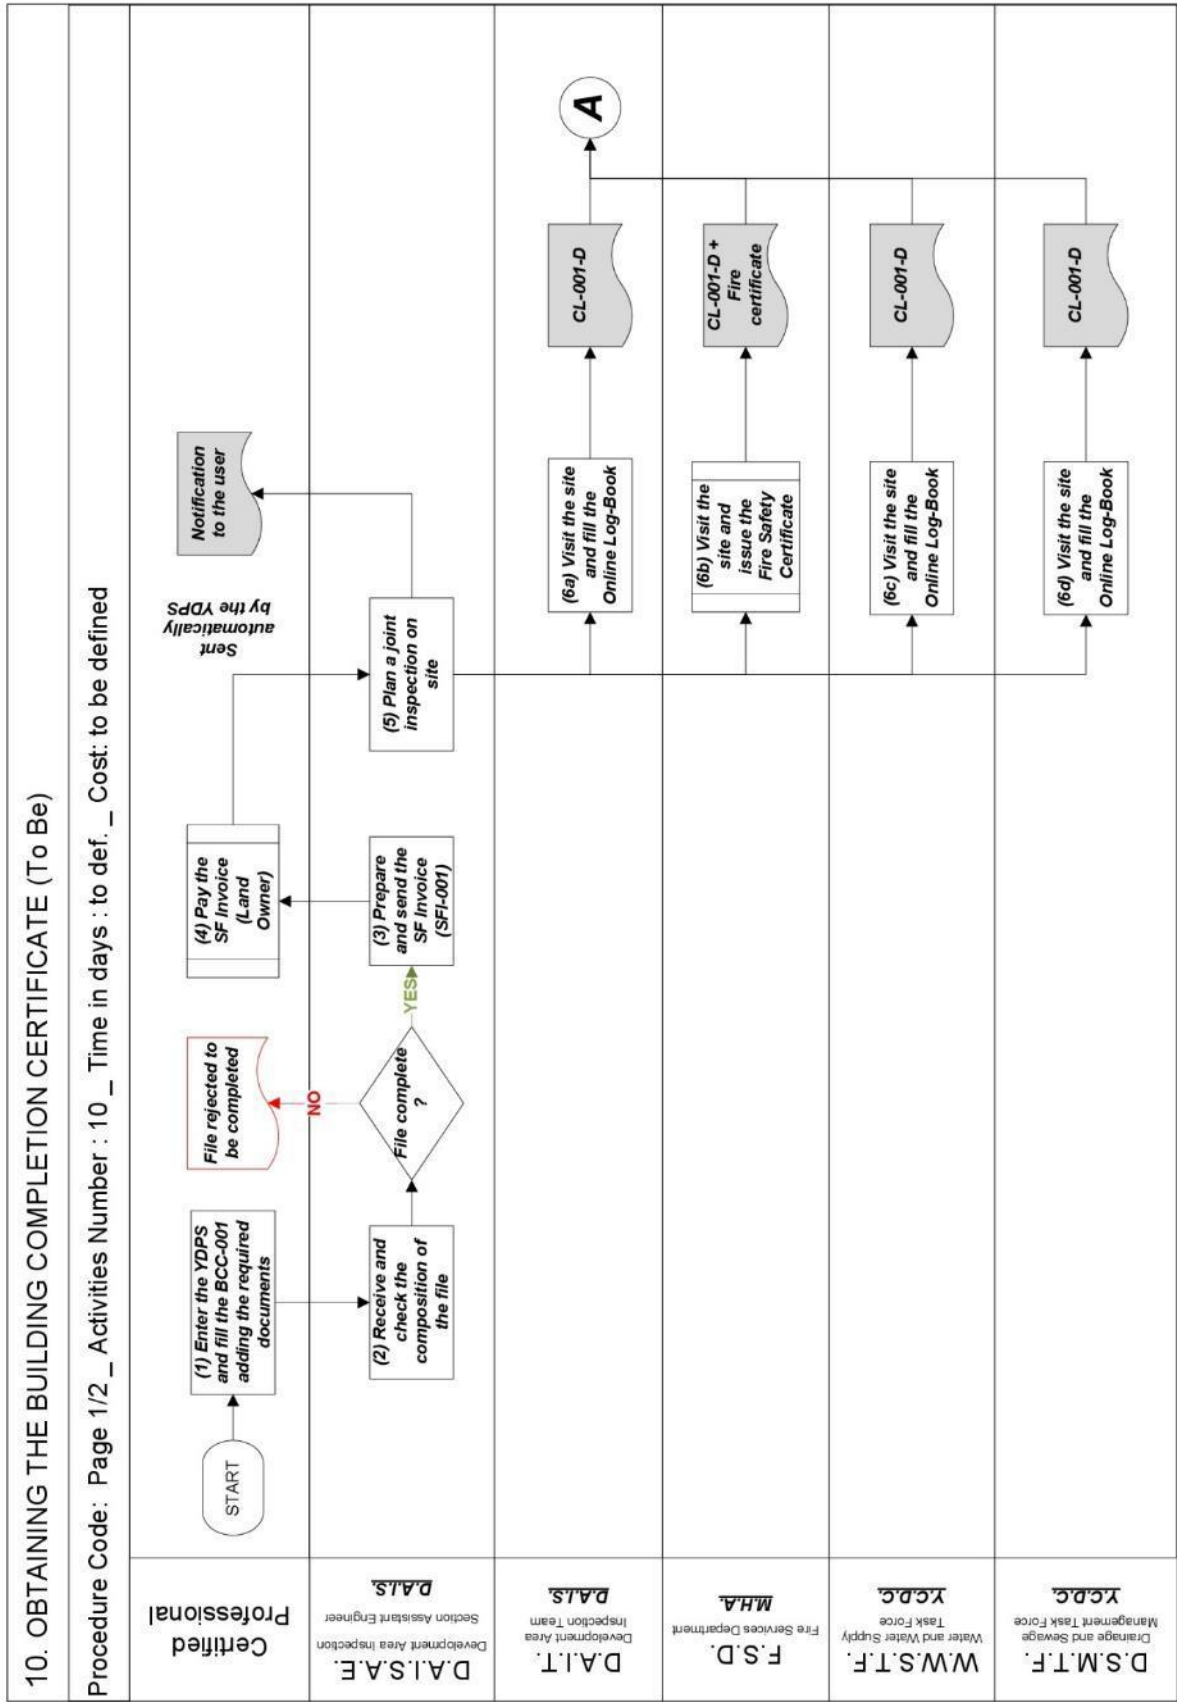 10. OBTAINING THE BUILDING COMPLETION CERTIFICATE (To Be)
Procedure Code: Page 1/2 _ Activities Number : 10 _ Time in days : to def. _ Cost: to be defined
Certified
Professional
START
(1) Enter the YDPS
and fill the BCC-001
adding the required
documents
File rejected to
be completed
(4) Pay the
SF Invoice
(Land
Owner)
Sent
automatically
by the YDPS
Notification
to the user
D.A.I.S.A.E.
Development Area Inspection
Section Assistant Engineer
D.A.I.S.
(2) Receive and
check the
composition of
the file
File complete
?
NO
YES
(3) Prepare
and send the
SF Invoice
(SFI-001)
(5) Plan a joint
inspection on
site
D.A.I.T.
Development Area
Inspection Team
D.A.I.S.
(6a) Visit the site
and fill the
Online Log-Book
CL-001-D
A
F.S.D.
Fire Services Department
M.H.A.
(6b) Visit the
site and
issue the
Fire Safety
Certificate
CL-001-D +
Fire
certificate
W.W.S.T.F.
Water and Water Supply
Task Force
Y.C.D.C.
(6c) Visit the site
and fill the
Online Log-Book
CL-001-D
D.S.M.T.F.
Drainage and Sewage
Management Task Force
Y.C.D.C.
(6d) Visit the site
and fill the
Online Log-Book
CL-001-D